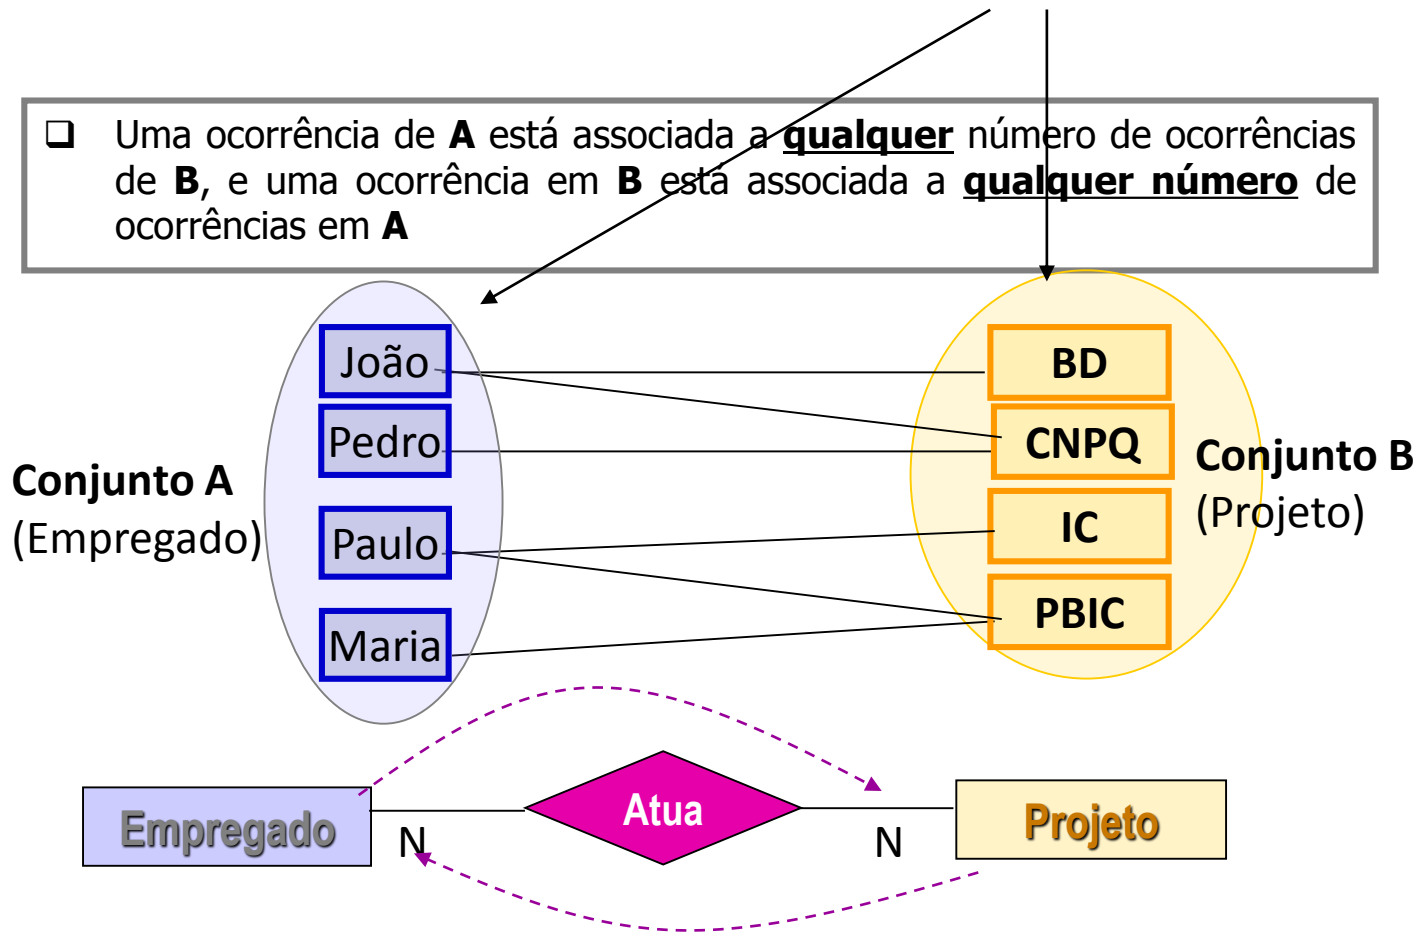 Uma ocorrência de A está associada a qualquer número de ocorrências
de B, e uma ocorrência em B está associada a qualquer número de
ocorrências em A
João
BD
Pedro
CNPQ
Conjunto A
(Empregado)
Conjunto B
(Projeto)
Paulo
IC
Maria
PBIC
Empregado
N
Atua
N
Projeto